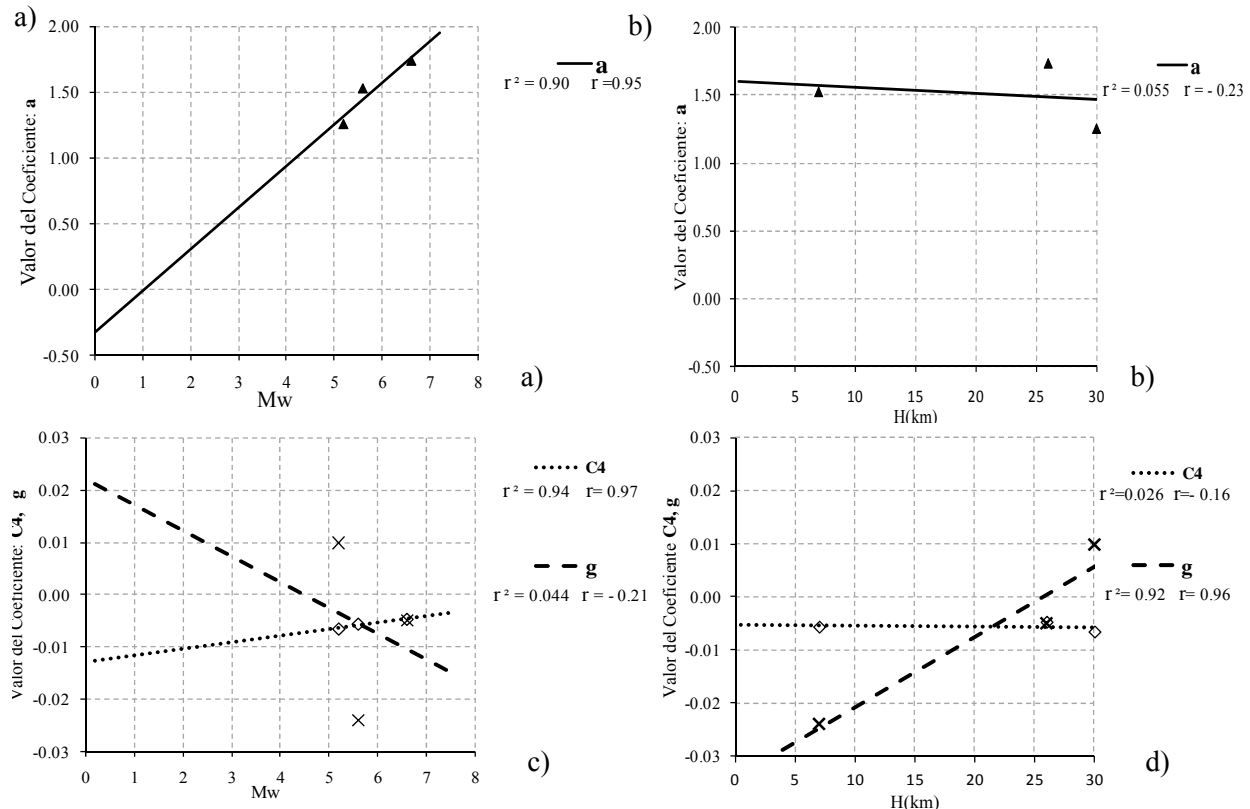 a)
Valor del Coeficiente: a
2.00
1.50
1.00
0.50
0.00
-0.50
0 1 2 3 4 5 6 7 8
Mw
a
r ² = 0.90 r =0.95
a)
b)
Valor del Coeficiente: a
2.00
1.50
1.00
0.50
0.00
-0.50
0 5 10 15 20 25 30
H(km)
a
r ² = 0.055 r = - 0.23
b)
Valor del Coeficiente: C4, g
0.03
0.02
0.01
0.00
-0.01
-0.02
-0.03
0 1 2 3 4 5 6 7 8
Mw
C4
r ² = 0.94 r= 0.97
g
r ² = 0.044 r = - 0.21
c)
Valor del Coeficiente C4, g
0.03
0.02
0.01
0.00
-0.01
-0.02
-0.03
0 5 10 15 20 25 30
H(km)
C4
r ²=0.026 r=- 0.16
g
r ² = 0.92 r= 0.96
d)